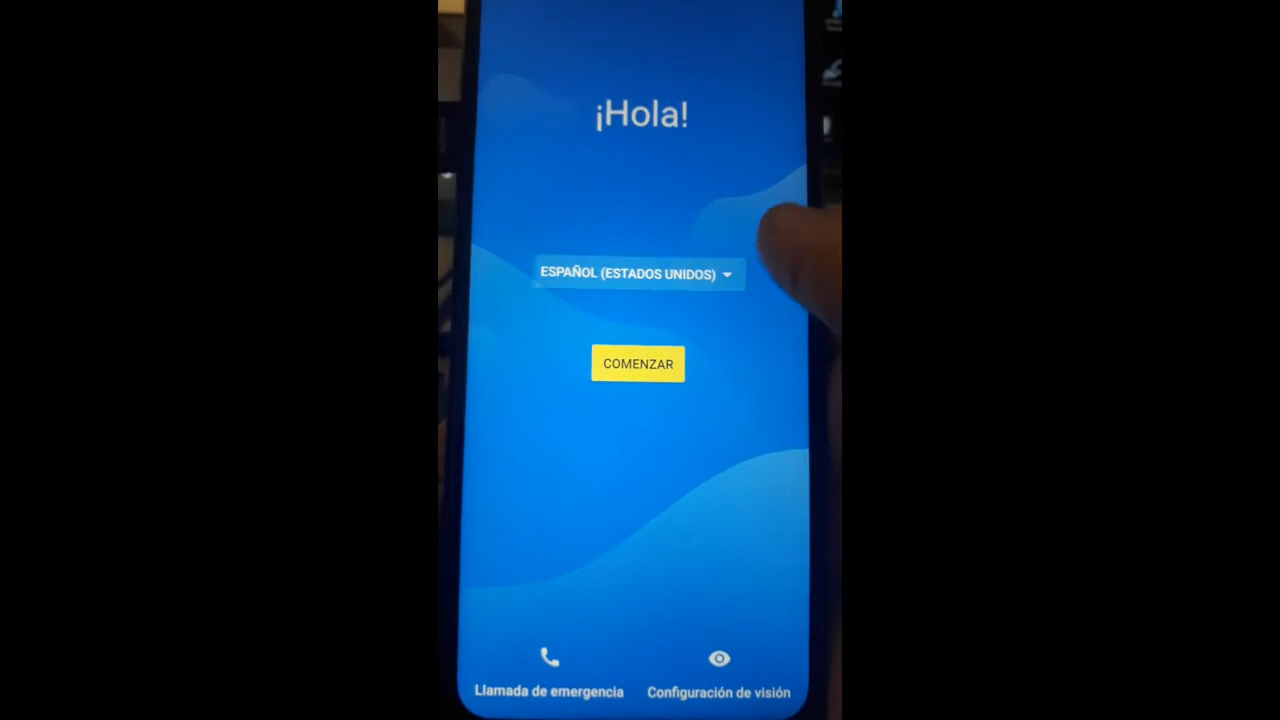 ¡Hola!
ESPAÑOL (ESTADOS UNIDOS)
COMENZAR
Llamada de emergencia
Configuración de visión